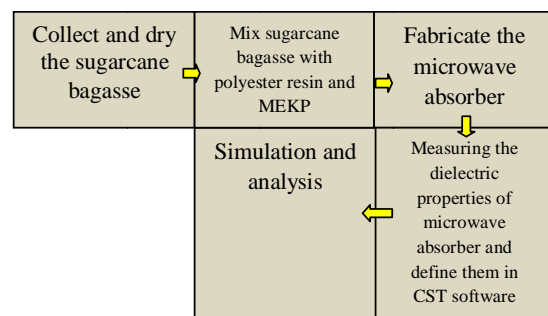 Collect and dry
the sugarcane
bagasse
Mix sugarcane
bagasse with
polyester resin and
MEKP
Fabricate the
microwave
absorber
Measuring the
dielectric
properties of
microwave
absorber and
define them in
CST software
Simulation and
analysis